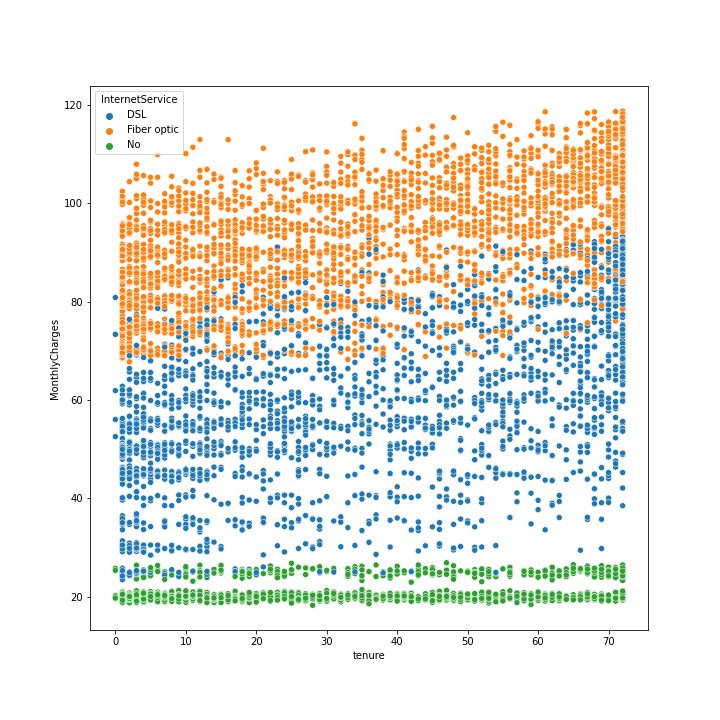 InternetService
DSL
Fiber optic
No
120
100
80
60
40
20
MonthlyCharges
0 10 20 30 40 50 60 70
tenure